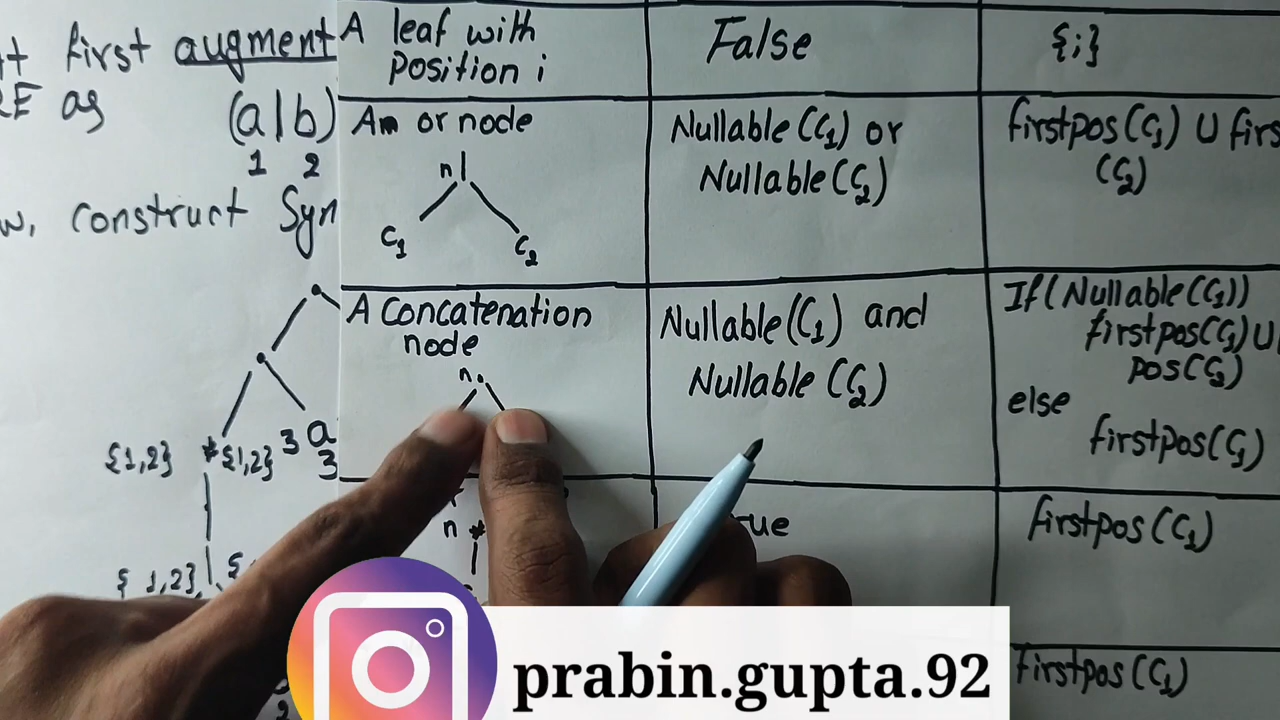 first augment
RE as (a|b)
1 2
construct Syn
{1,2} * {1,2} 3 a
3
{1,2}
A leaf with
Position i
False
{i}
An or node
n |
C1 C2
Nullable (C1) or
Nullable (C2)
firstpos(C1) U firs
(C2)
A Concatenation
node
n.
Nullable (C1) and
Nullable (C2)
If (Nullable(C1))
firstpos(C1) U
pos(C2)
else
firstpos(C1)
n *
firstpos (C1)
firstpos (C1)
prabin.gupta.92